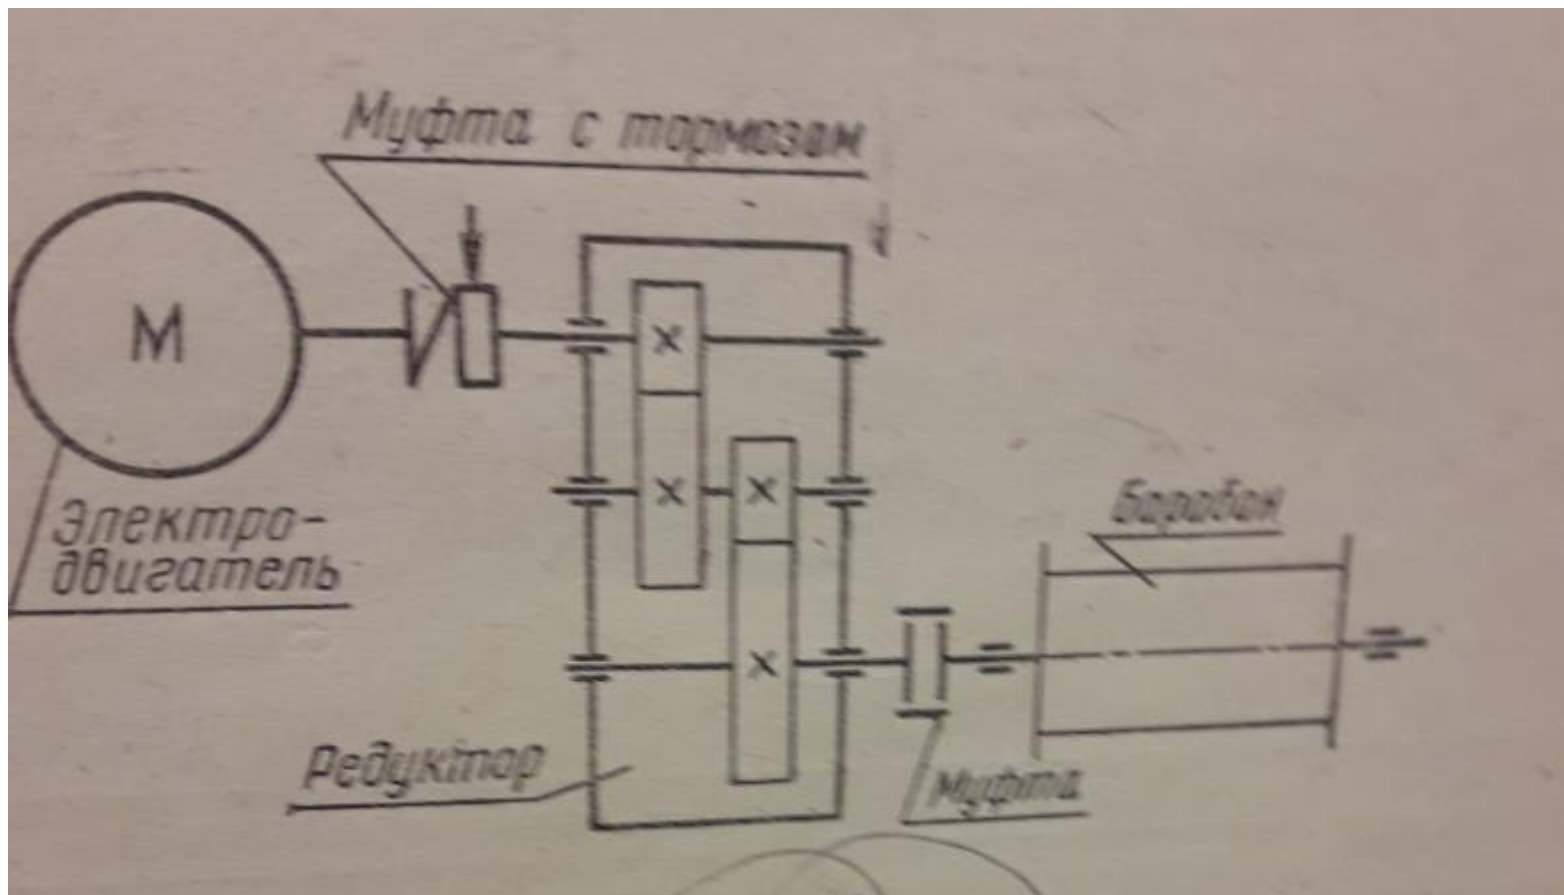 Муфта с тормозом
М
Электро-
двигатель
барабан
Редуктор
Муфта